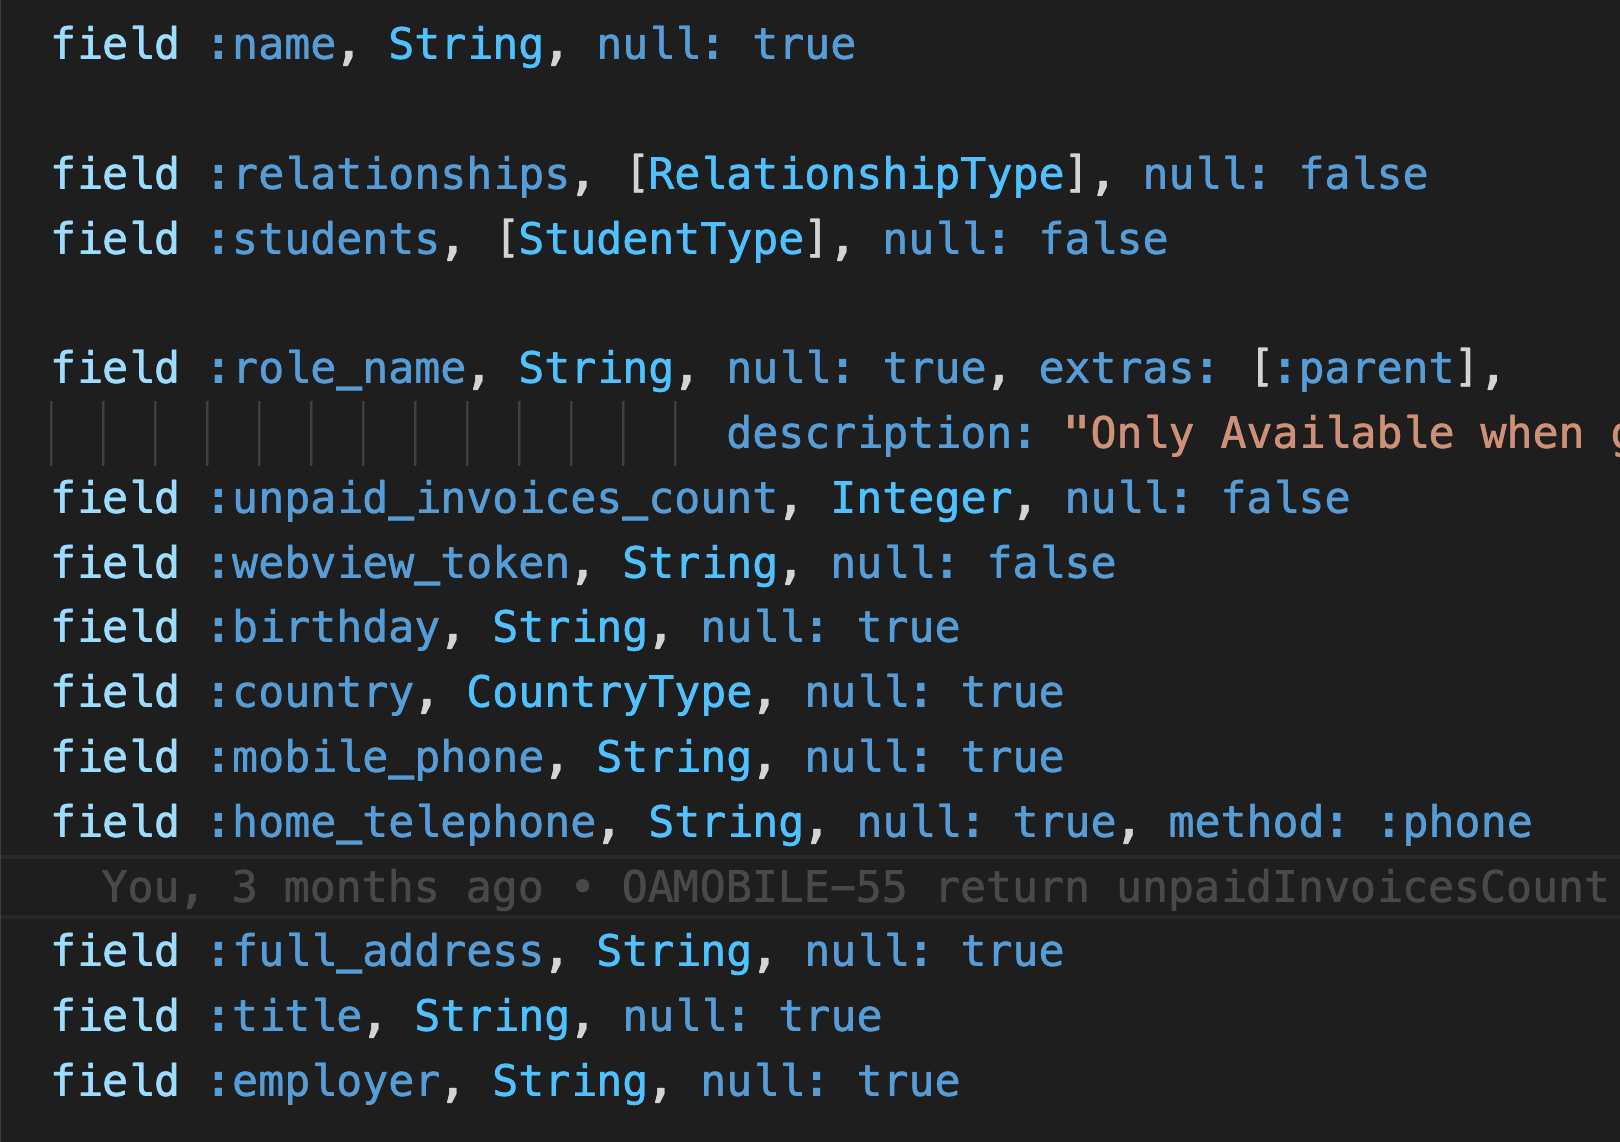 field :name, String, null: true
field :relationships, [RelationshipType], null: false
field :students, [StudentType], null: false
field :role_name, String, null: true, extras: [:parent],
description: "Only Available when
field :unpaid_invoices_count, Integer, null: false
field :webview_token, String, null: false
field :birthday, String, null: true
field :country, CountryType, null: true
field :mobile_phone, String, null: true
field :home_telephone, String, null: true, method: :phone
You, 3 months ago • OAMOBILE–55 return unpaidInvoicesCount
field :full_address, String, null: true
field :title, String, null: true
field :employer, String, null: true